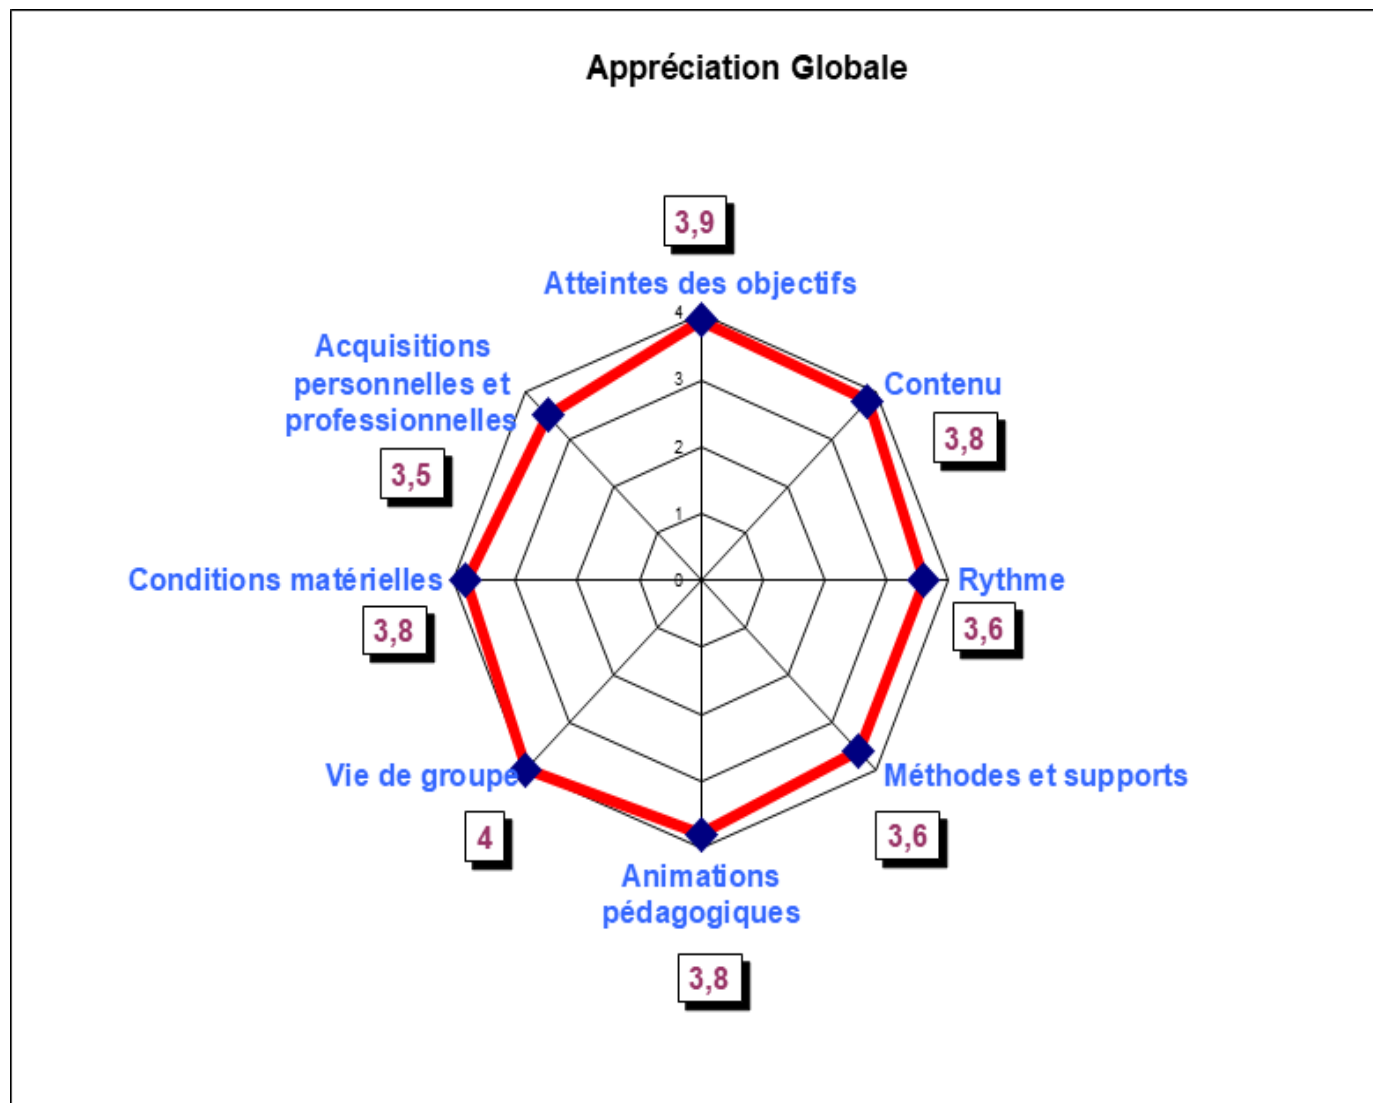 Appréciation Globale
3,9
Atteintes des objectifs
Acquisitions
personnelles et
professionnelles
3,5
Contenu
3,8
4
3
2
1
0
Conditions matérielles
3,8
Rythme
3,6
Vie de groupe
4
Méthodes et supports
3,6
Animations
pédagogiques
3,8